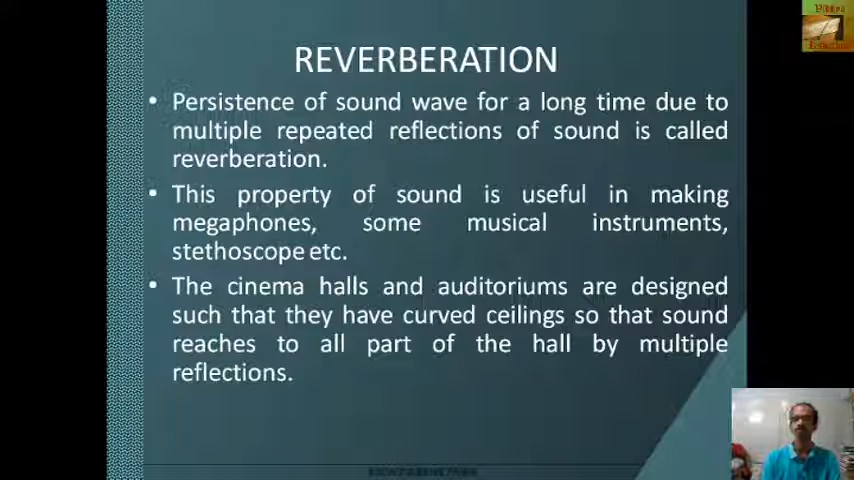 REVERBERATION
• Persistence of sound wave for a long time due to
multiple repeated reflections of sound is called
reverberation.
• This property of sound is useful in making
megaphones, some musical instruments,
stethoscope etc.
• The cinema halls and auditoriums are designed
such that they have curved ceilings so that sound
reaches to all part of the hall by multiple
reflections.